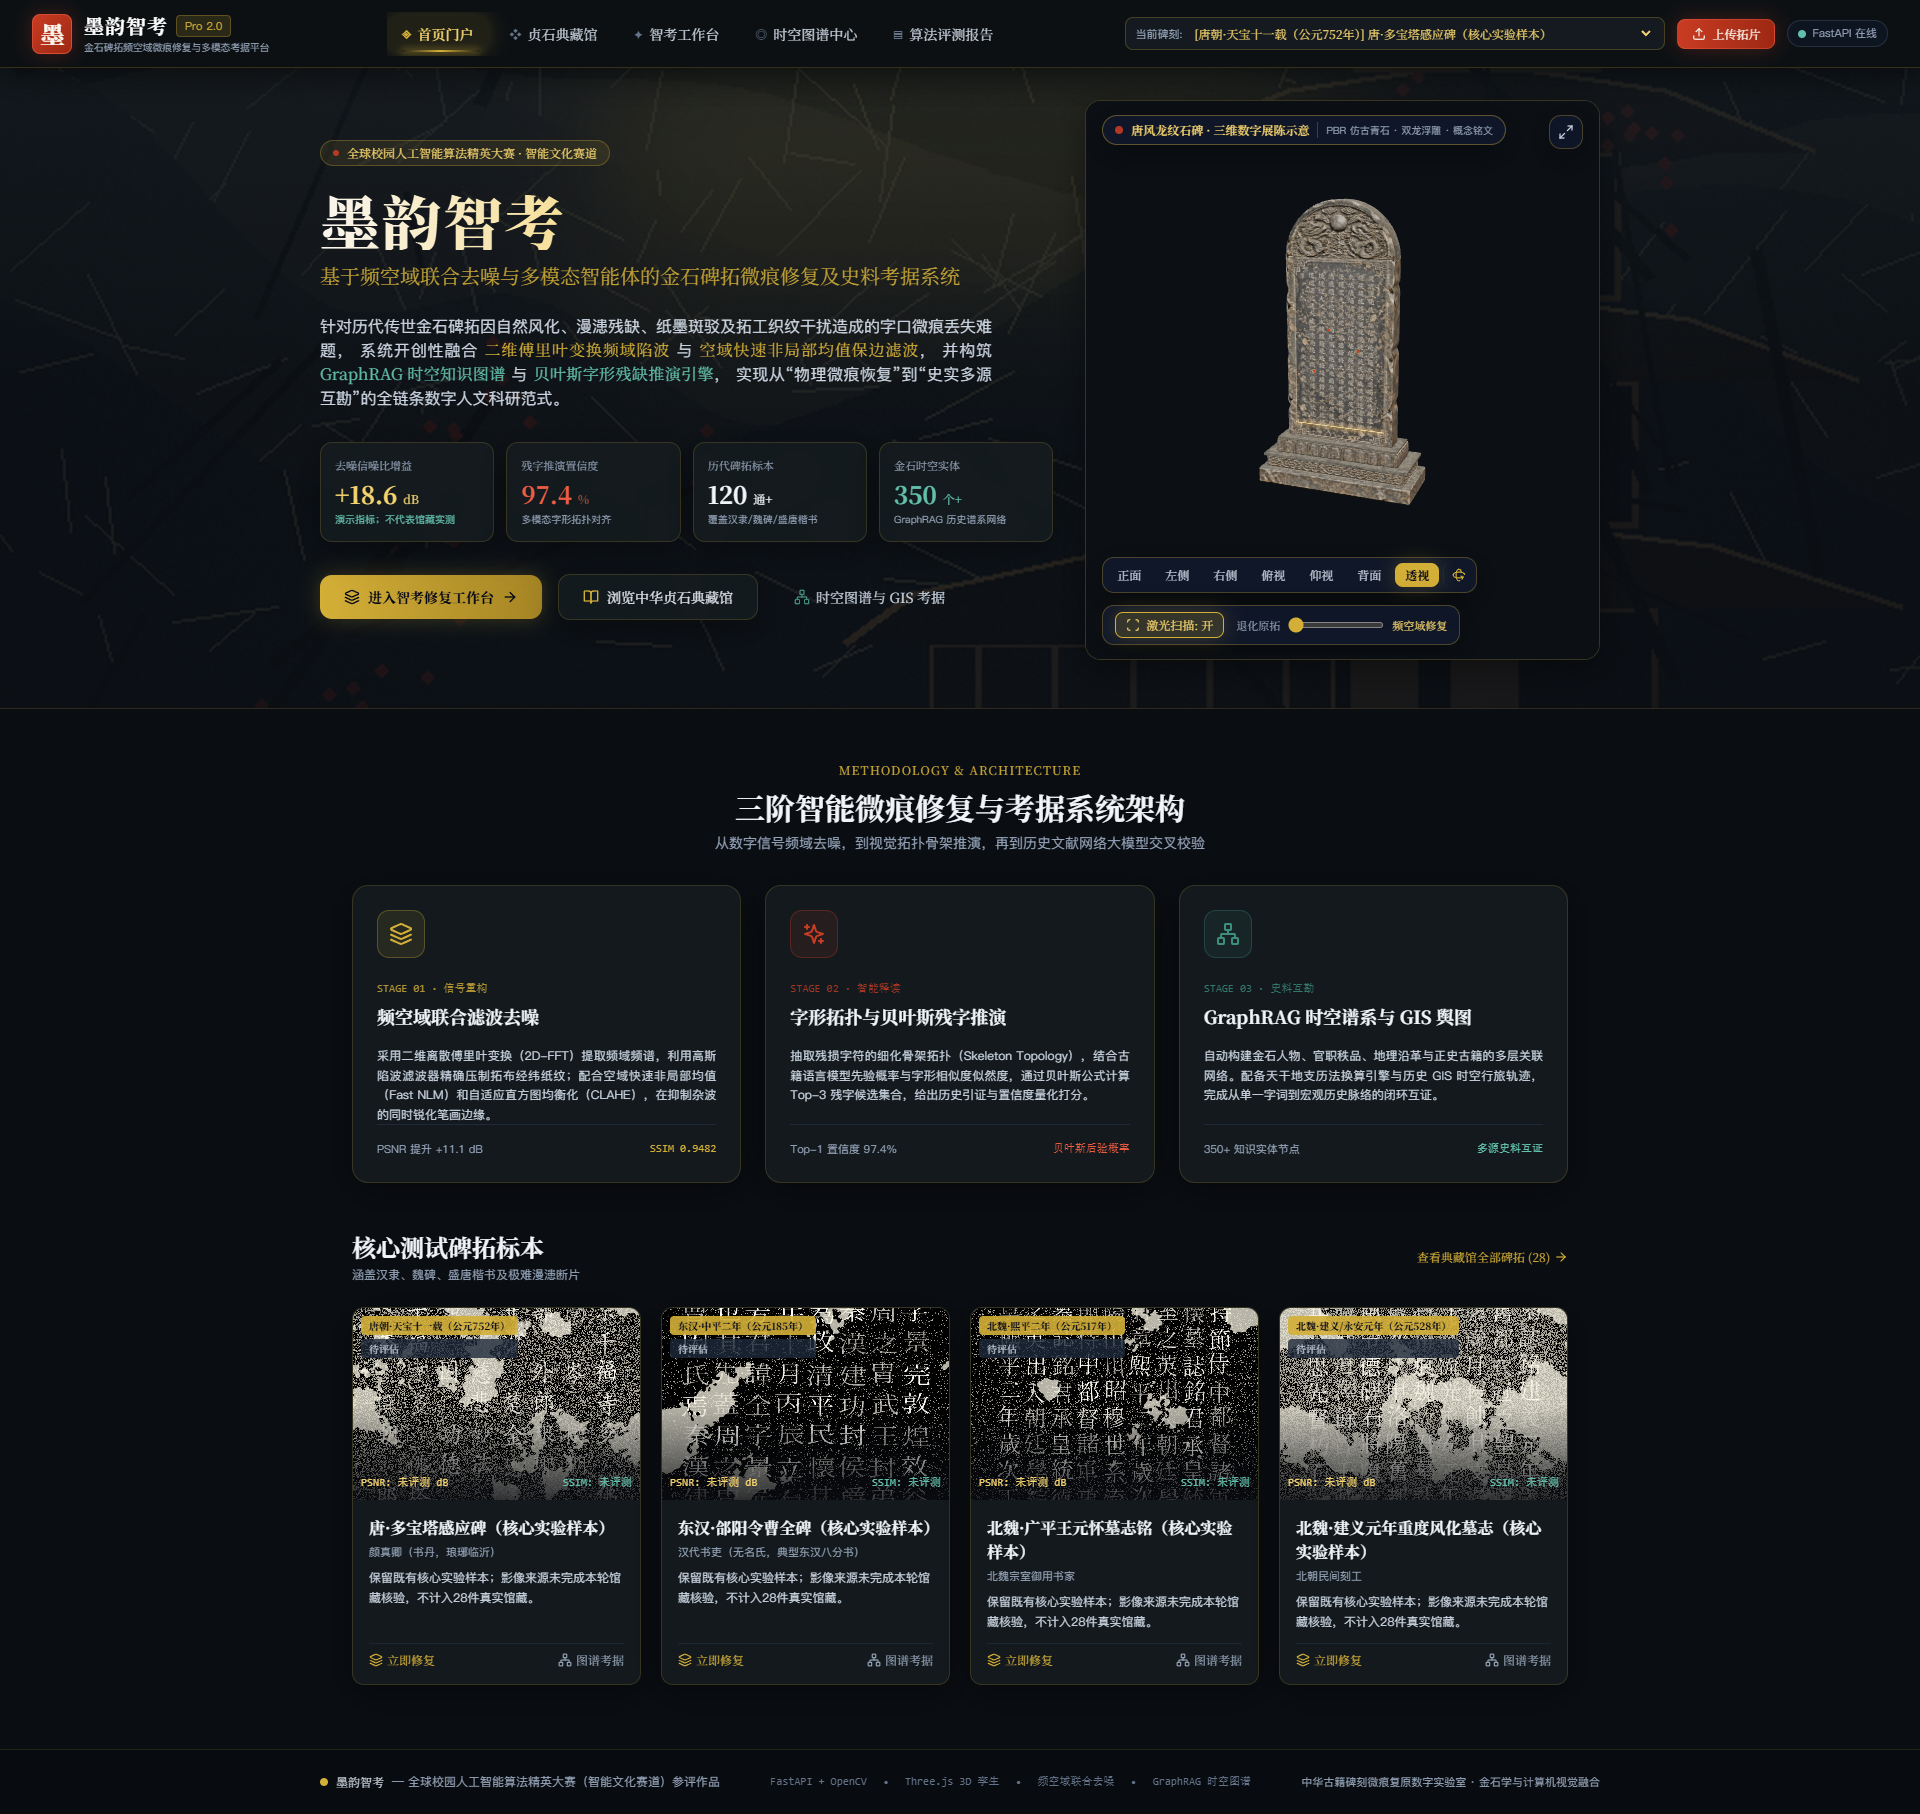 墨 墨韵智考 Pro 2.0
金石碑拓频空域微痕修复与多模态考据平台
首页门户 贞石典藏馆 智考工作台 时空图谱中心 算法评测报告
当前碑刻: [唐朝·天宝十一载（公元752年）] 唐·多宝塔感应碑（核心实验样本）
上传拓片
FastAPI 在线
全球校园人工智能算法精英大赛 · 智能文化赛道
墨韵智考
基于频空域联合去噪与多模态智能体的金石碑拓微痕修复及史料考据系统
针对历代传世金石碑拓因自然风化、漫漶残缺、纸墨斑驳及拓工织纹干扰造成的字口微痕丢失难
题， 系统开创性融合 二维傅里叶变换频域陷波 与 空域快速非局部均值保边滤波， 并构筑
GraphRAG 时空知识图谱 与 贝叶斯字形残缺推演引擎， 实现从“物理微痕恢复”到“史实多源
互勘”的全链条数字人文科研范式。
去噪信噪比增益
+18.6 dB
演示指标；不代表馆藏实测
残字推演置信度
97.4 %
多模态字形拓扑对齐
历代碑拓标本
120 通+
覆盖汉隶/魏碑/盛唐楷书
金石时空实体
350 个+
GraphRAG 历史谱系网络
进入智考修复工作台 →
浏览中华贞石典藏馆
时空图谱与 GIS 考据
唐风龙纹石碑 · 三维数字展陈示意 PBR 仿古青石 · 双龙浮雕 · 概念铭文
正面 左侧 右侧 俯视 仰视 背面 透视
激光扫描: 开 退化原拓 频空域修复
METHODOLOGY & ARCHITECTURE
三阶智能微痕修复与考据系统架构
从数字信号频域去噪，到视觉拓扑骨架推演，再到历史文献网络大模型交叉校验
STAGE 01 · 信号重构
频空域联合滤波去噪
采用二维离散傅里叶变换（2D-FFT）提取频域频谱，利用高斯
陷波滤波器精确压制拓布经纬纸纹；配合空域快速非局部均值
（Fast NLM）和自适应直方图均衡化（CLAHE），在抑制杂波
的同时锐化笔画边缘。
PSNR 提升 +11.1 dB
SSIM 0.9482
STAGE 02 · 智能释读
字形拓扑与贝叶斯残字推演
抽取残损字符的细化骨架拓扑（Skeleton Topology），结合古
籍语言模型先验概率与字形相似度似然度，通过贝叶斯公式计算
Top-3 残字候选集合，给出历史引证与置信度量化打分。
Top-1 置信度 97.4%
贝叶斯后验概率
STAGE 03 · 史料互勘
GraphRAG 时空谱系与 GIS 舆图
自动构建金石人物、官职秩品、地理沿革与正史古籍的多层关联
网络。配备天干地支历法换算引擎与历史 GIS 时空行旅轨迹，
完成从单一字词到宏观历史脉络的闭环互证。
350+ 知识实体节点
多源史料互证
核心测试碑拓标本
涵盖汉隶、魏碑、盛唐楷书及极难漫漶断片
查看典藏馆全部碑拓 (28) →
唐朝·天宝十一载（公元752年）
待评估
PSNR: 未评测 dB SSIM: 未评测
唐·多宝塔感应碑（核心实验样本）
颜真卿（书丹，琅琊临沂）
保留既有核心实验样本；影像来源未完成本轮馆
藏核验，不计入28件真实馆藏。
立即修复 图谱考据
东汉·中平二年（公元185年）
待评估
PSNR: 未评测 dB SSIM: 未评测
东汉·郃阳令曹全碑（核心实验样本）
汉代书吏（无名氏，典型东汉八分书）
保留既有核心实验样本；影像来源未完成本轮馆
藏核验，不计入28件真实馆藏。
立即修复 图谱考据
北魏·熙平二年（公元517年）
待评估
PSNR: 未评测 dB SSIM: 未评测
北魏·广平王元怀墓志铭（核心实验
样本）
北魏宗室御用书家
保留既有核心实验样本；影像来源未完成本轮馆
藏核验，不计入28件真实馆藏。
立即修复 图谱考据
北魏·建义/永安元年（公元528年）
待评估
PSNR: 未评测 dB SSIM: 未评测
北魏·建义元年重度风化墓志（核心
实验样本）
北朝民间刻工
保留既有核心实验样本；影像来源未完成本轮馆
藏核验，不计入28件真实馆藏。
立即修复 图谱考据
墨韵智考 — 全球校园人工智能算法精英大赛（智能文化赛道）参评作品
FastAPI + OpenCV • Three.js 3D 孪生 • 频空域联合去噪 • GraphRAG 时空图谱
中华古籍碑刻微痕复原数字实验室 · 金石学与计算机视觉融合